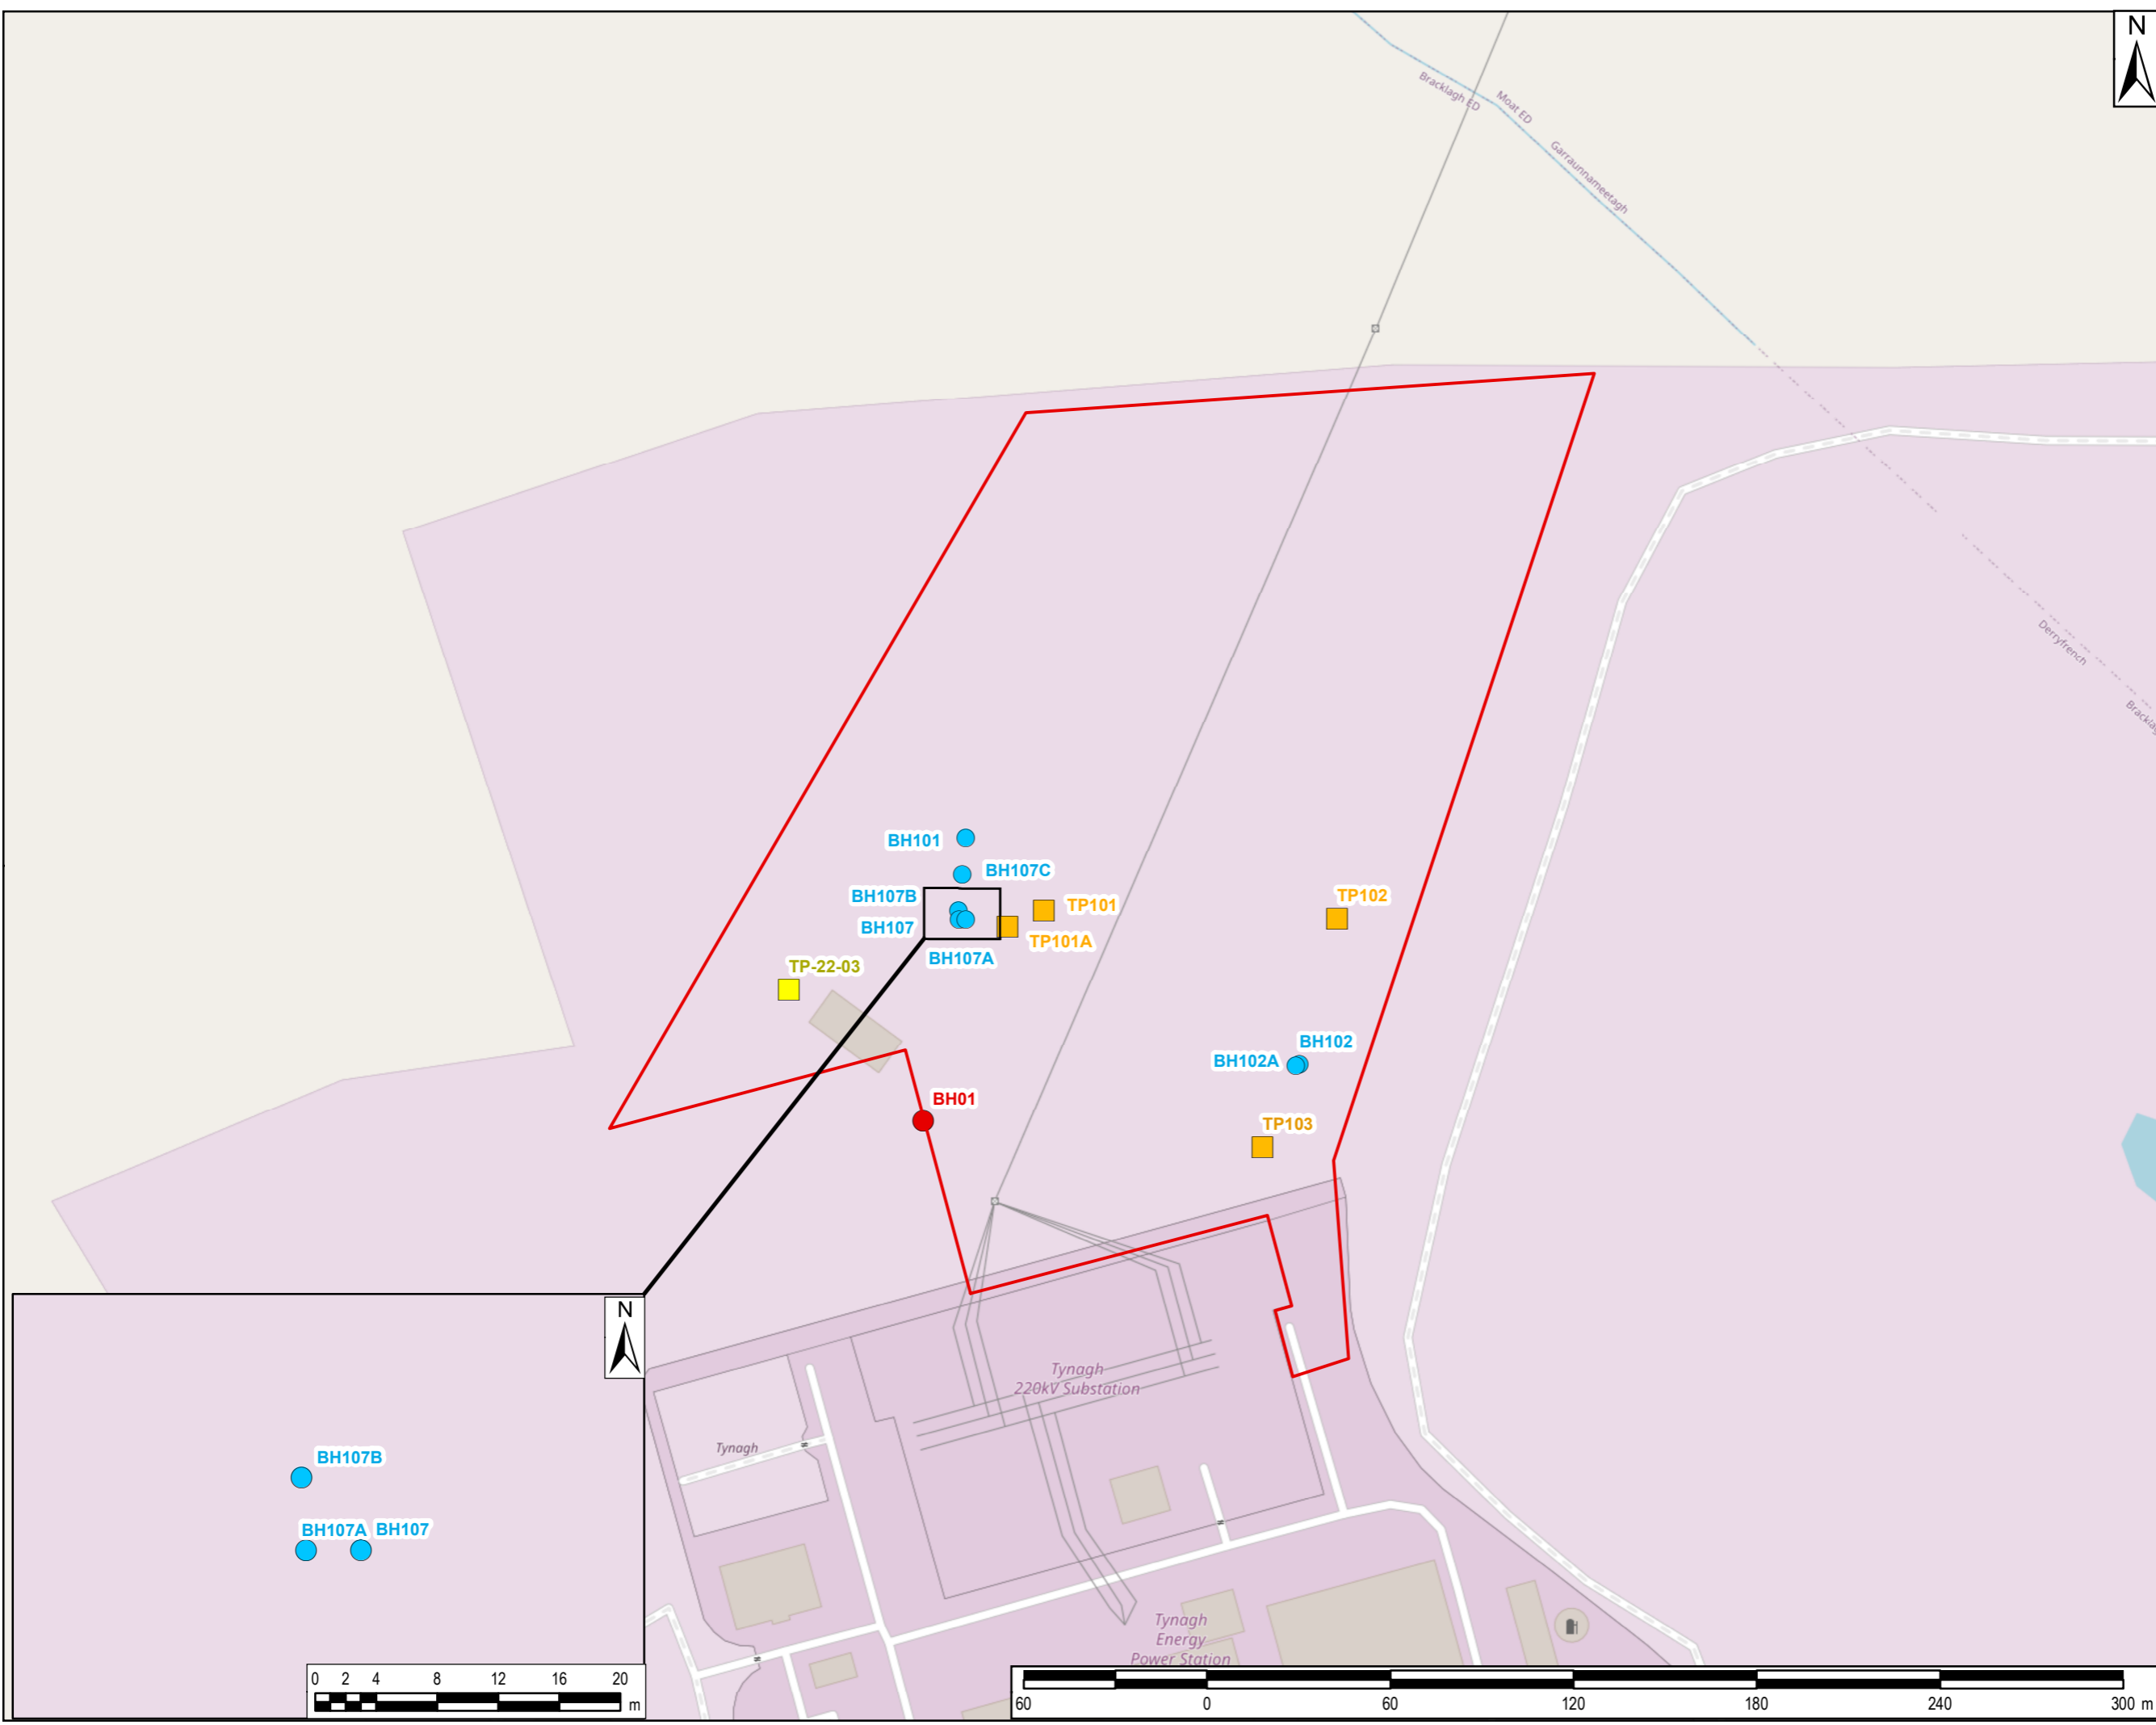 N
Bracklagh ED
Moat ED
Garraunnameetagh
Derryfrench
BH101
BH107C
BH107B
TP101
TP102
BH107
TP101A
BH107A
TP-22-03
BH102
BH102A
BH01
TP103
N
Tynagh
220kV Substation
Tynagh
BH107B
BH107A
BH107
Tynagh
Energy
Power Station
0 2 4 8 12 16 20
m
60 0 60 120 180 240 300 m